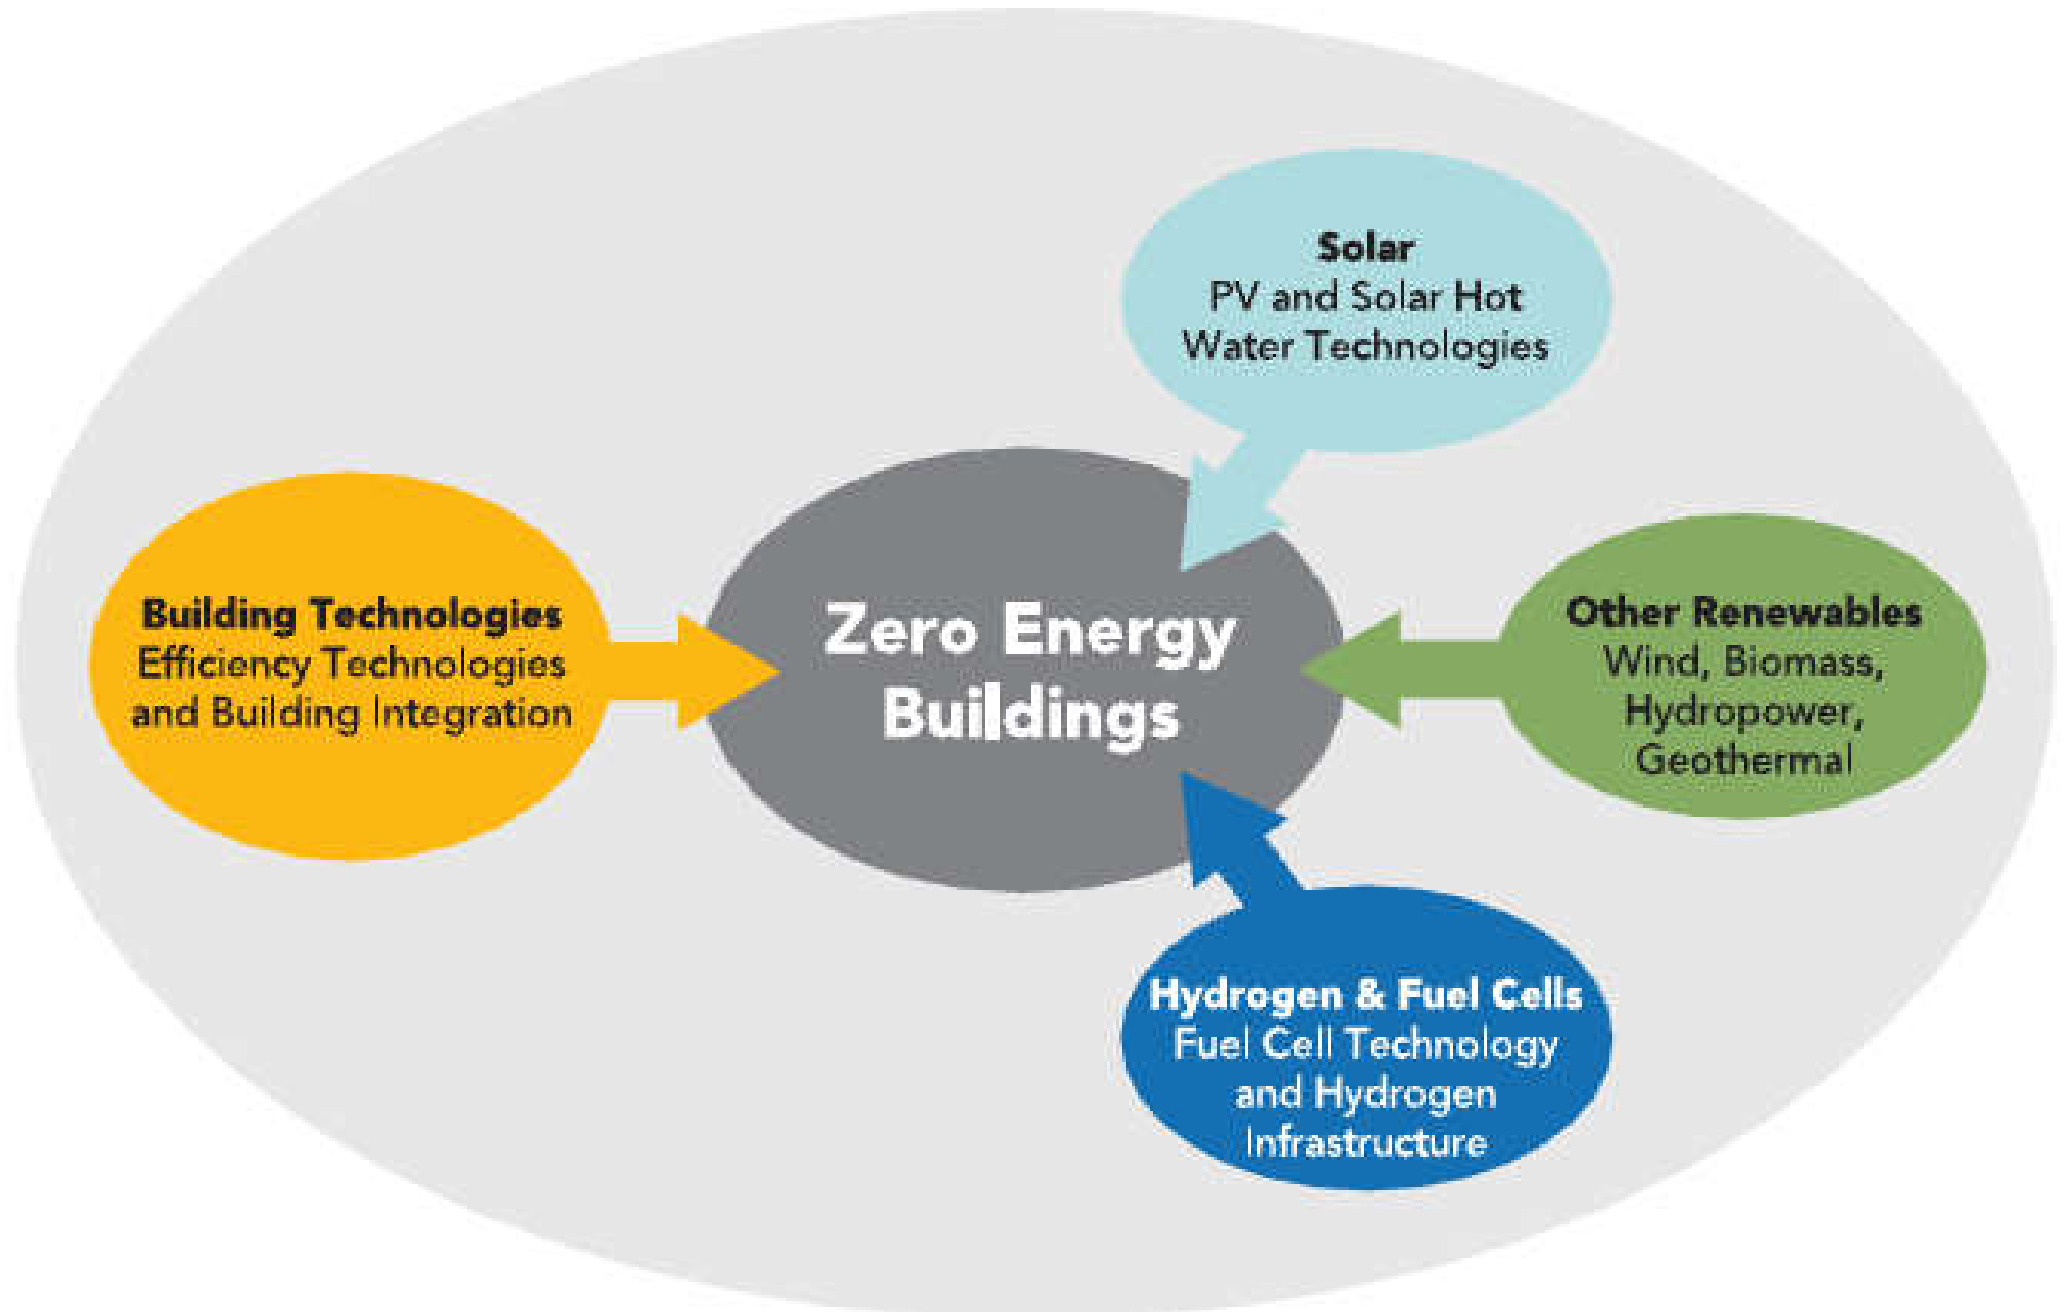 Solar
PV and Solar Hot
Water Technologies
Building Technologies
Efficiency Technologies
and Building Integration
Zero Energy
Buildings
Other Renewables
Wind, Biomass,
Hydropower,
Geothermal
Hydrogen & Fuel Cells
Fuel Cell Technology
and Hydrogen
Infrastructure